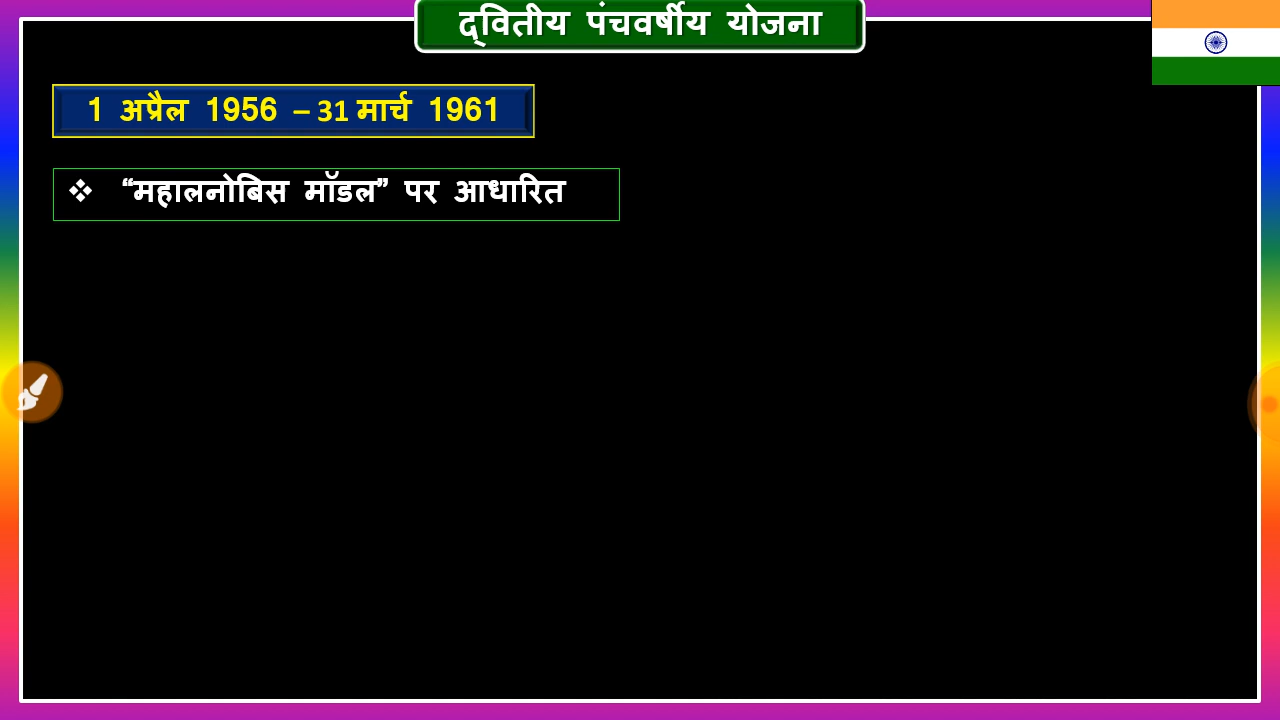 द्वितीय पंचवर्षीय योजना
1 अप्रैल 1956 – 31 मार्च 1961
❖ “महालनोबिस मॉडल” पर आधारित